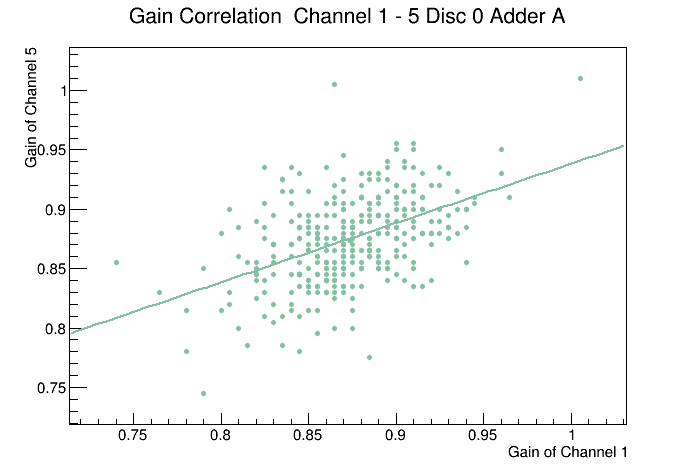 Gain Correlation  Channel 1 - 5 Disc 0 Adder A
Gain of Channel 5
1
0.95
0.9
0.85
0.8
0.75
0.75 0.8 0.85 0.9 0.95 1
Gain of Channel 1